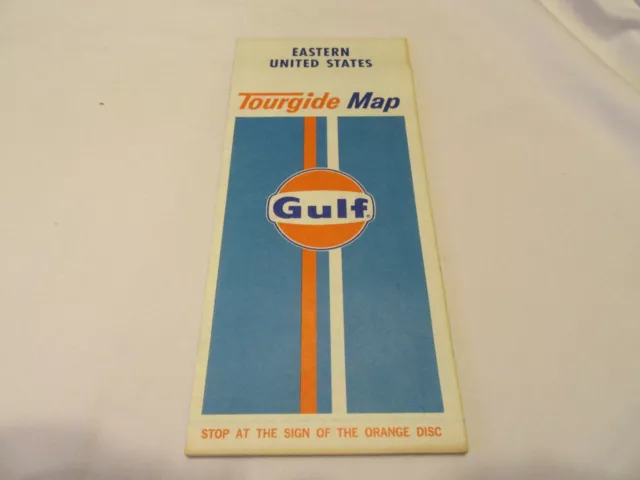 EASTERN
UNITED STATES
Tourgide Map
Gulf®
STOP AT THE SIGN OF THE ORANGE DISC